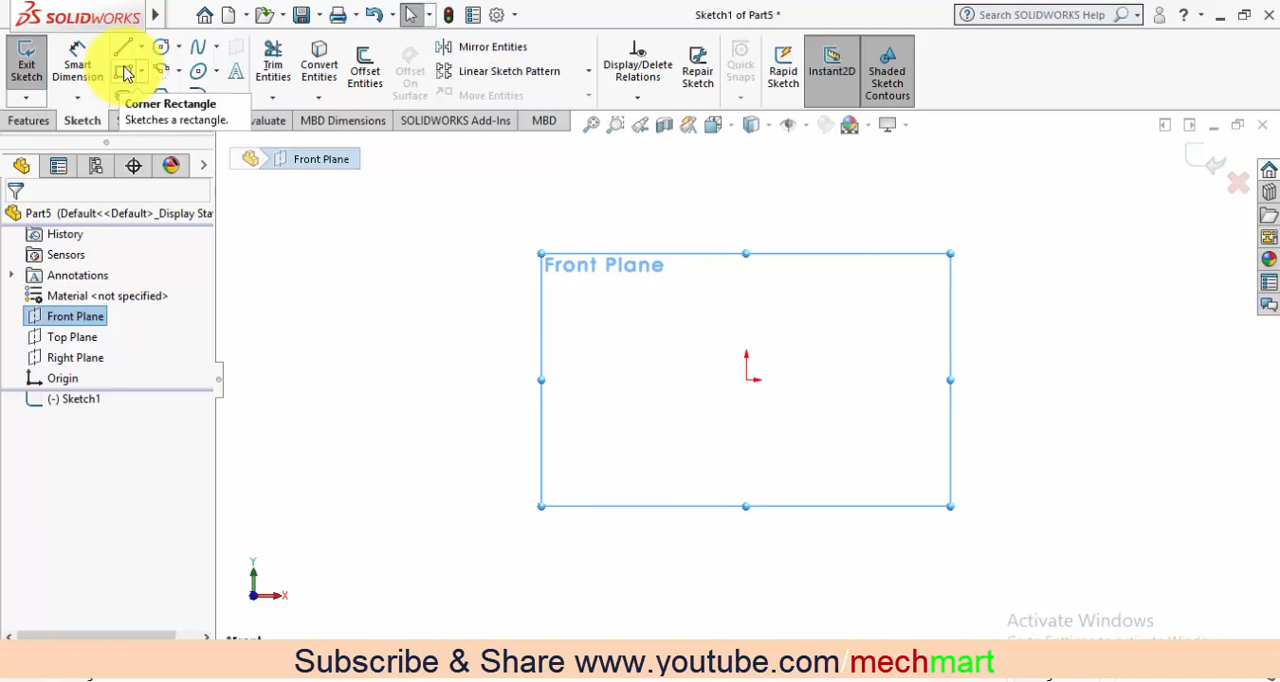 SOLIDWORKS
Sketch1 of Part5 *
Search SOLIDWORKS Help
Exit Sketch
Smart Dimension
Trim Entities
Convert Entities
Offset Entities
Offset On Surface
Mirror Entities
Linear Sketch Pattern
Move Entities
Display/Delete Relations
Repair Sketch
Quick Snaps
Rapid Sketch
Instant2D
Shaded Sketch Contours
Corner Rectangle
Sketches a rectangle.
Features
Sketch
MBD Dimensions
SOLIDWORKS Add-Ins
MBD
Front Plane
Part5 (Default<<Default>_Display Sta
History
Sensors
Annotations
Material <not specified>
Front Plane
Top Plane
Right Plane
Origin
(-) Sketch1
Front Plane
Y
X
Activate Windows
Subscribe & Share www.youtube.com/mechmart